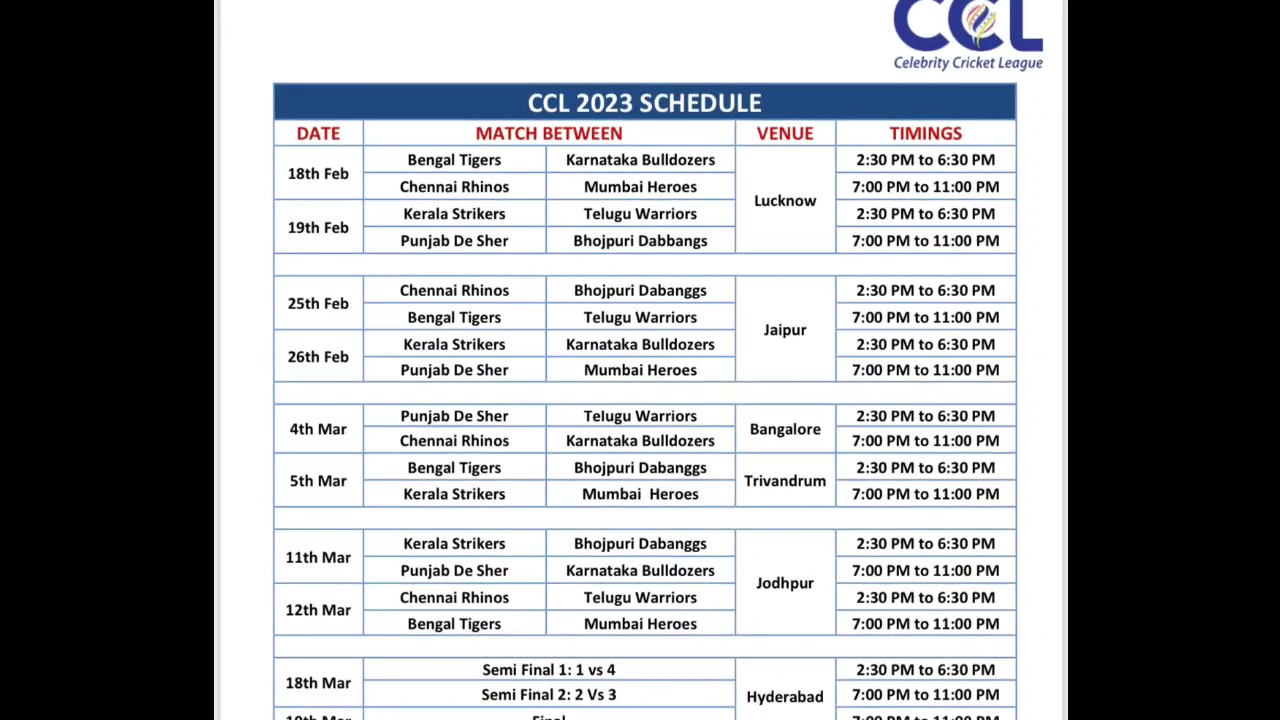 CCL
Celebrity Cricket League
CCL 2023 SCHEDULE
DATE MATCH BETWEEN VENUE TIMINGS
18th Feb Bengal Tigers Karnataka Bulldozers Lucknow 2:30 PM to 6:30 PM
Chennai Rhinos Mumbai Heroes 7:00 PM to 11:00 PM
19th Feb Kerala Strikers Telugu Warriors 2:30 PM to 6:30 PM
Punjab De Sher Bhojpuri Dabbangs 7:00 PM to 11:00 PM
25th Feb Chennai Rhinos Bhojpuri Dabanggs Jaipur 2:30 PM to 6:30 PM
Bengal Tigers Telugu Warriors 7:00 PM to 11:00 PM
26th Feb Kerala Strikers Karnataka Bulldozers 2:30 PM to 6:30 PM
Punjab De Sher Mumbai Heroes 7:00 PM to 11:00 PM
4th Mar Punjab De Sher Telugu Warriors Bangalore 2:30 PM to 6:30 PM
Chennai Rhinos Karnataka Bulldozers 7:00 PM to 11:00 PM
5th Mar Bengal Tigers Bhojpuri Dabanggs Trivandrum 2:30 PM to 6:30 PM
Kerala Strikers Mumbai Heroes 7:00 PM to 11:00 PM
11th Mar Kerala Strikers Bhojpuri Dabanggs Jodhpur 2:30 PM to 6:30 PM
Punjab De Sher Karnataka Bulldozers 7:00 PM to 11:00 PM
12th Mar Chennai Rhinos Telugu Warriors 2:30 PM to 6:30 PM
Bengal Tigers Mumbai Heroes 7:00 PM to 11:00 PM
18th Mar Semi Final 1: 1 vs 4 Hyderabad 2:30 PM to 6:30 PM
Semi Final 2: 2 Vs 3 7:00 PM to 11:00 PM
19th Mar Final 7:00 PM to 11:00 PM